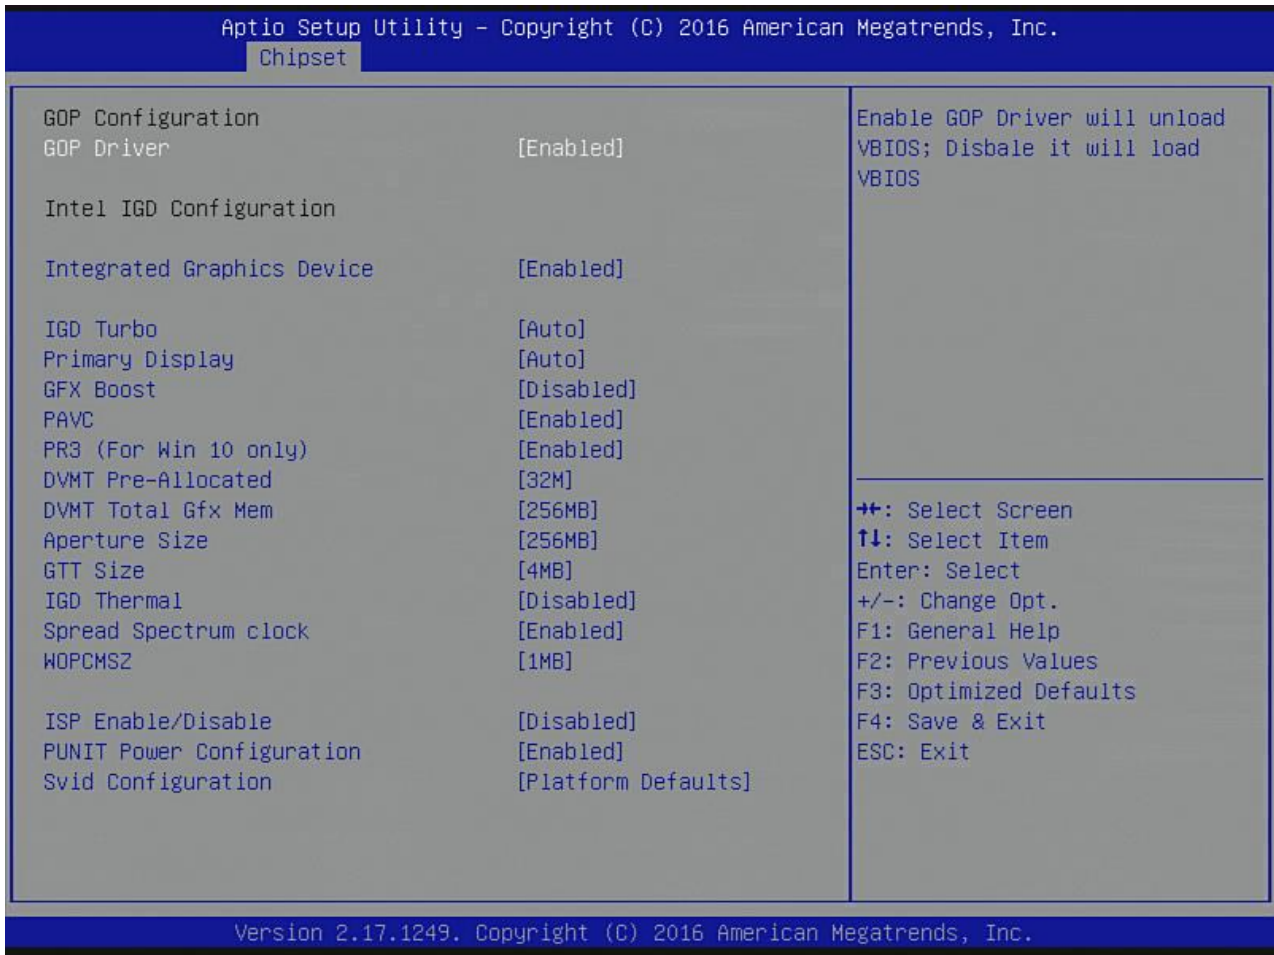 Aptio Setup Utility – Copyright (C) 2016 American Megatrends, Inc.
Chipset
GOP Configuration
GOP Driver [Enabled]
Intel IGD Configuration
Integrated Graphics Device [Enabled]
IGD Turbo [Auto]
Primary Display [Auto]
GFX Boost [Disabled]
PAVC [Enabled]
PR3 (For Win 10 only) [Enabled]
DVMT Pre-Allocated [32M]
DVMT Total Gfx Mem [256MB]
Aperture Size [256MB]
GTT Size [4MB]
IGD Thermal [Disabled]
Spread Spectrum clock [Enabled]
WOPCMSZ [1MB]
ISP Enable/Disable [Disabled]
PUNIT Power Configuration [Enabled]
Svid Configuration [Platform Defaults]
Enable GOP Driver will unload
VBIOS; Disbale it will load
VBIOS
→←: Select Screen
↑↓: Select Item
Enter: Select
+/-: Change Opt.
F1: General Help
F2: Previous Values
F3: Optimized Defaults
F4: Save & Exit
ESC: Exit
Version 2.17.1249. Copyright (C) 2016 American Megatrends, Inc.